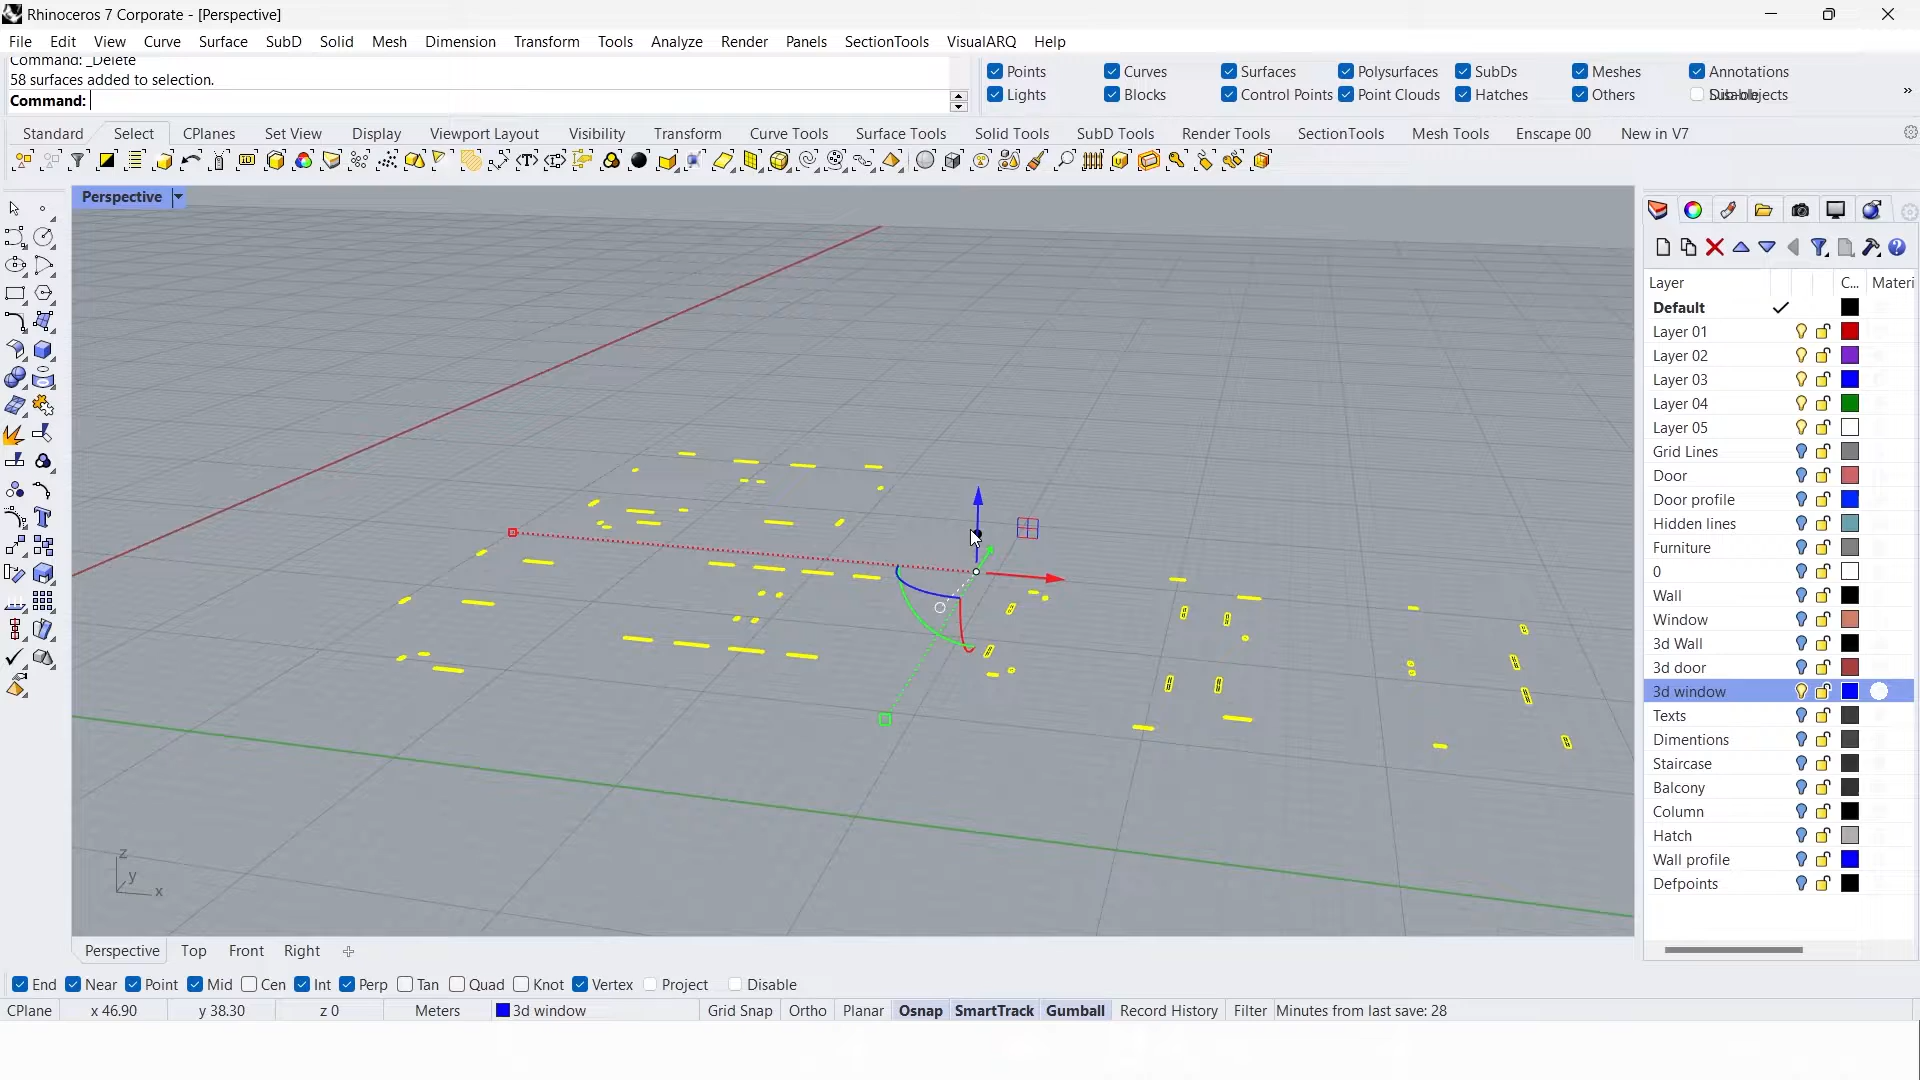 Rhinoceros 7 Corporate - [Perspective]
File Edit View Curve Surface SubD Solid Mesh Dimension Transform Tools Analyze Render Panels SectionTools VisualARQ Help
Command: _Delete
58 surfaces added to selection.
Command:
Points Curves Surfaces Polysurfaces SubDs Meshes Annotations
Lights Blocks Control Points Point Clouds Hatches Others
Standard Select CPlanes Set View Display Viewport Layout Visibility Transform Curve Tools Surface Tools Solid Tools SubD Tools Render Tools SectionTools Mesh Tools Enscape 00 New in V7
Perspective
Layer C... Materi
Default
Layer 01
Layer 02
Layer 03
Layer 04
Layer 05
Grid Lines
Door
Door profile
Hidden lines
Furniture
0
Wall
Window
3d Wall
3d door
3d window
Texts
Dimentions
Staircase
Balcony
Column
Hatch
Wall profile
Defpoints
z
y
x
Perspective Top Front Right
End Near Point Mid Cen Int Perp Tan Quad Knot Vertex Project Disable
CPlane x 46.90 y 38.30 z 0 Meters 3d window Grid Snap Ortho Planar Osnap SmartTrack Gumball Record History Filter Minutes from last save: 28